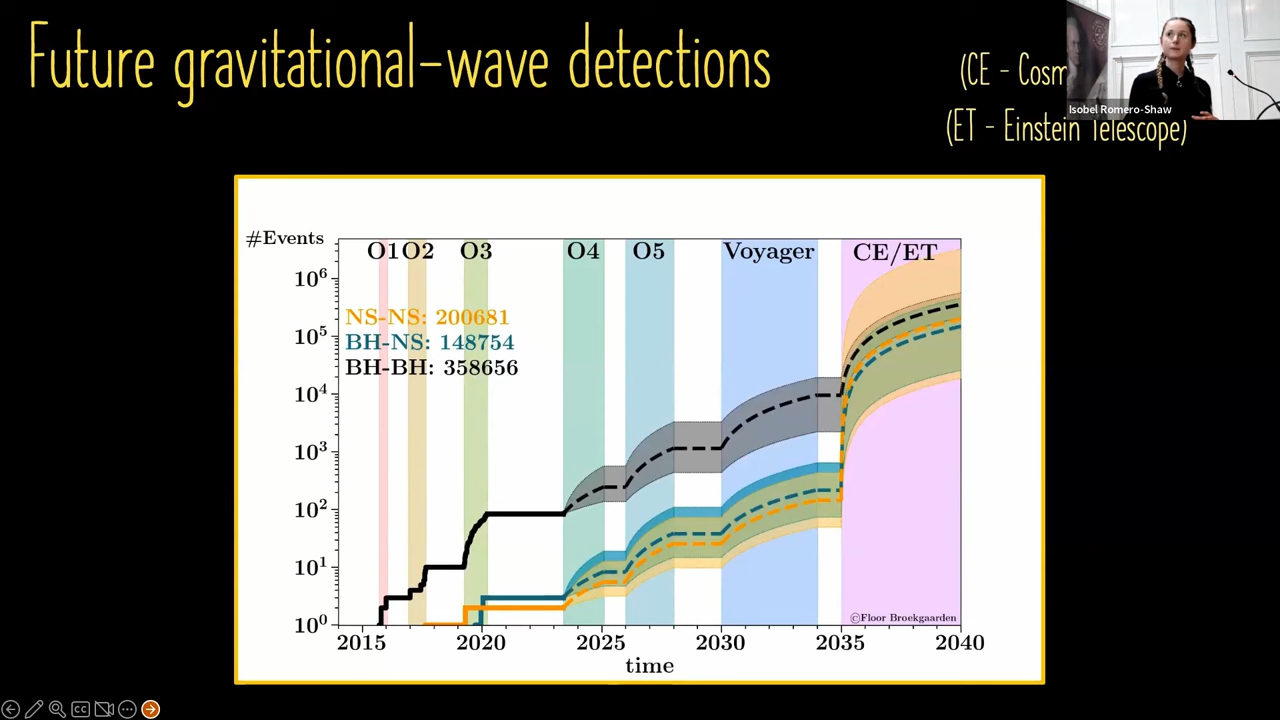 Future gravitational-wave detections
(CE - Cosm
Isobel Romero-Shaw
(ET - Einstein Telescope)
#Events
O1
O2
O3
O4
O5
Voyager
CE/ET
10⁶
10⁵
10⁴
10³
10²
10¹
10⁰
NS-NS: 200681
BH-NS: 148754
BH-BH: 358656
©Floor Broekgaarden
2015 2020 2025 2030 2035 2040
time
CC